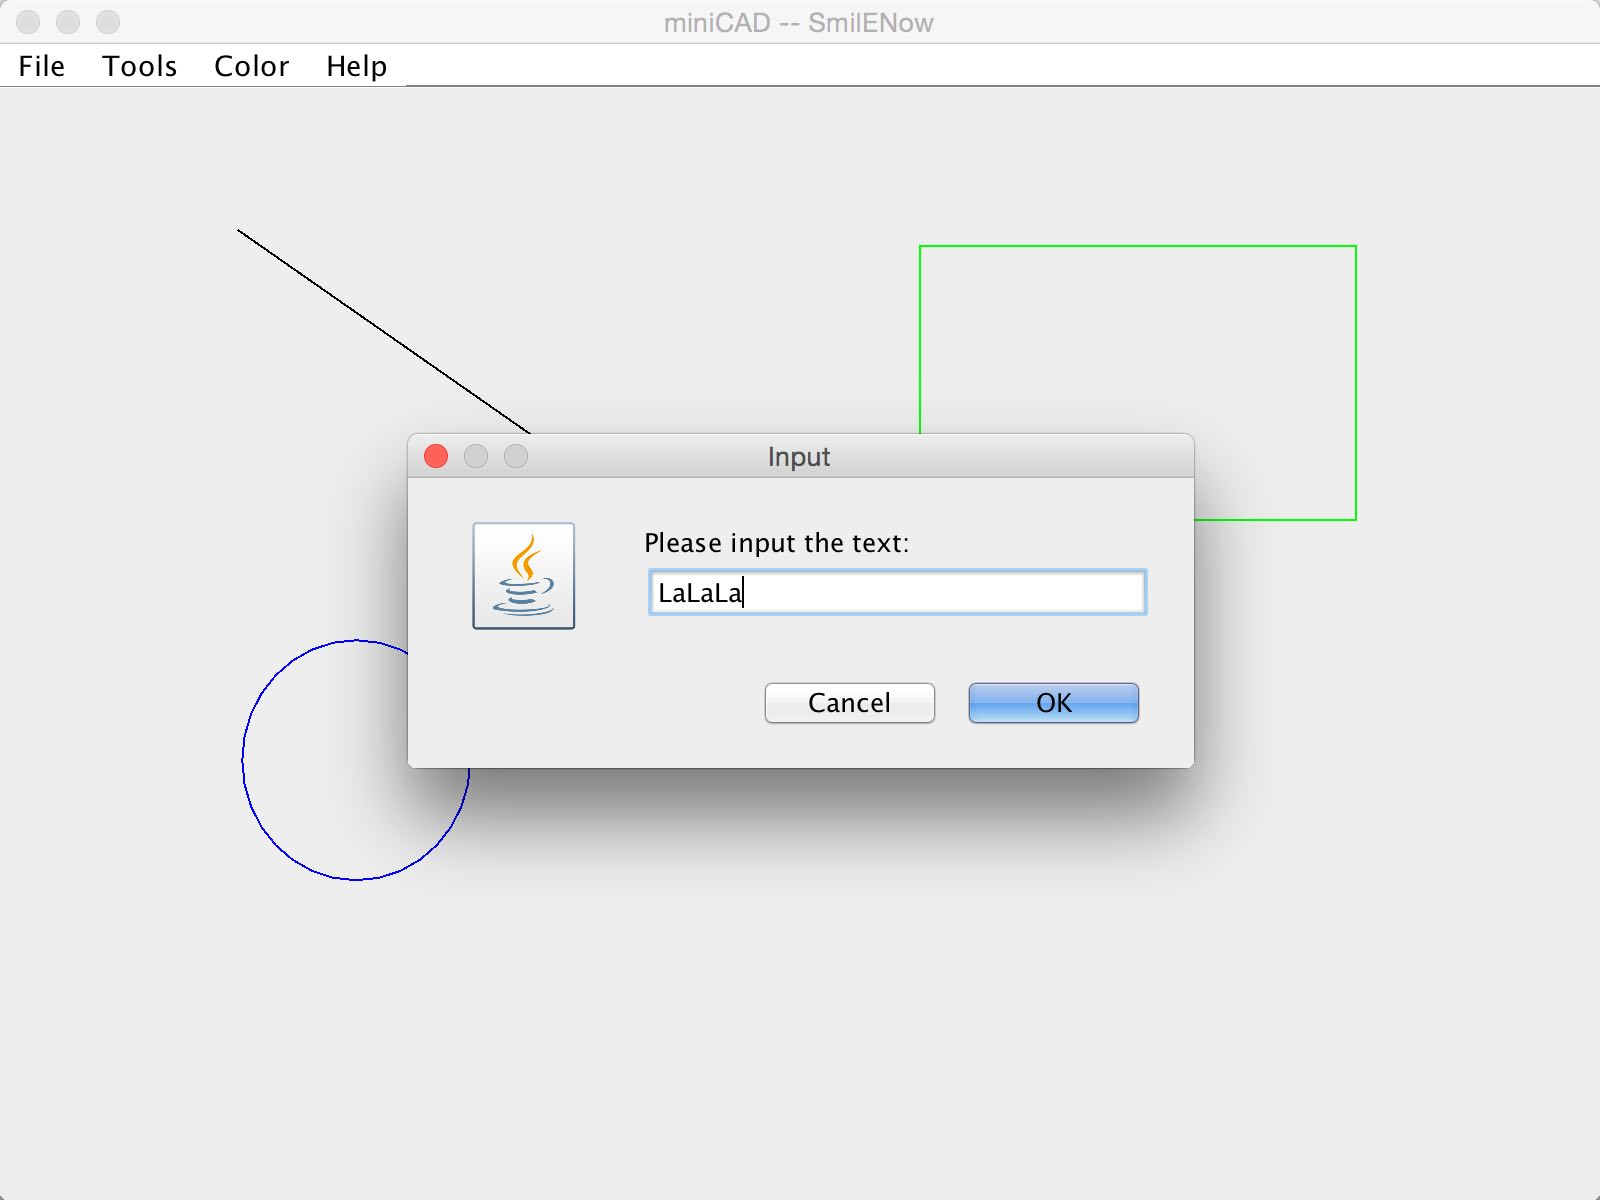 miniCAD -- SmilENow
File Tools Color Help
Input
Please input the text:
LaLaLa
Cancel OK